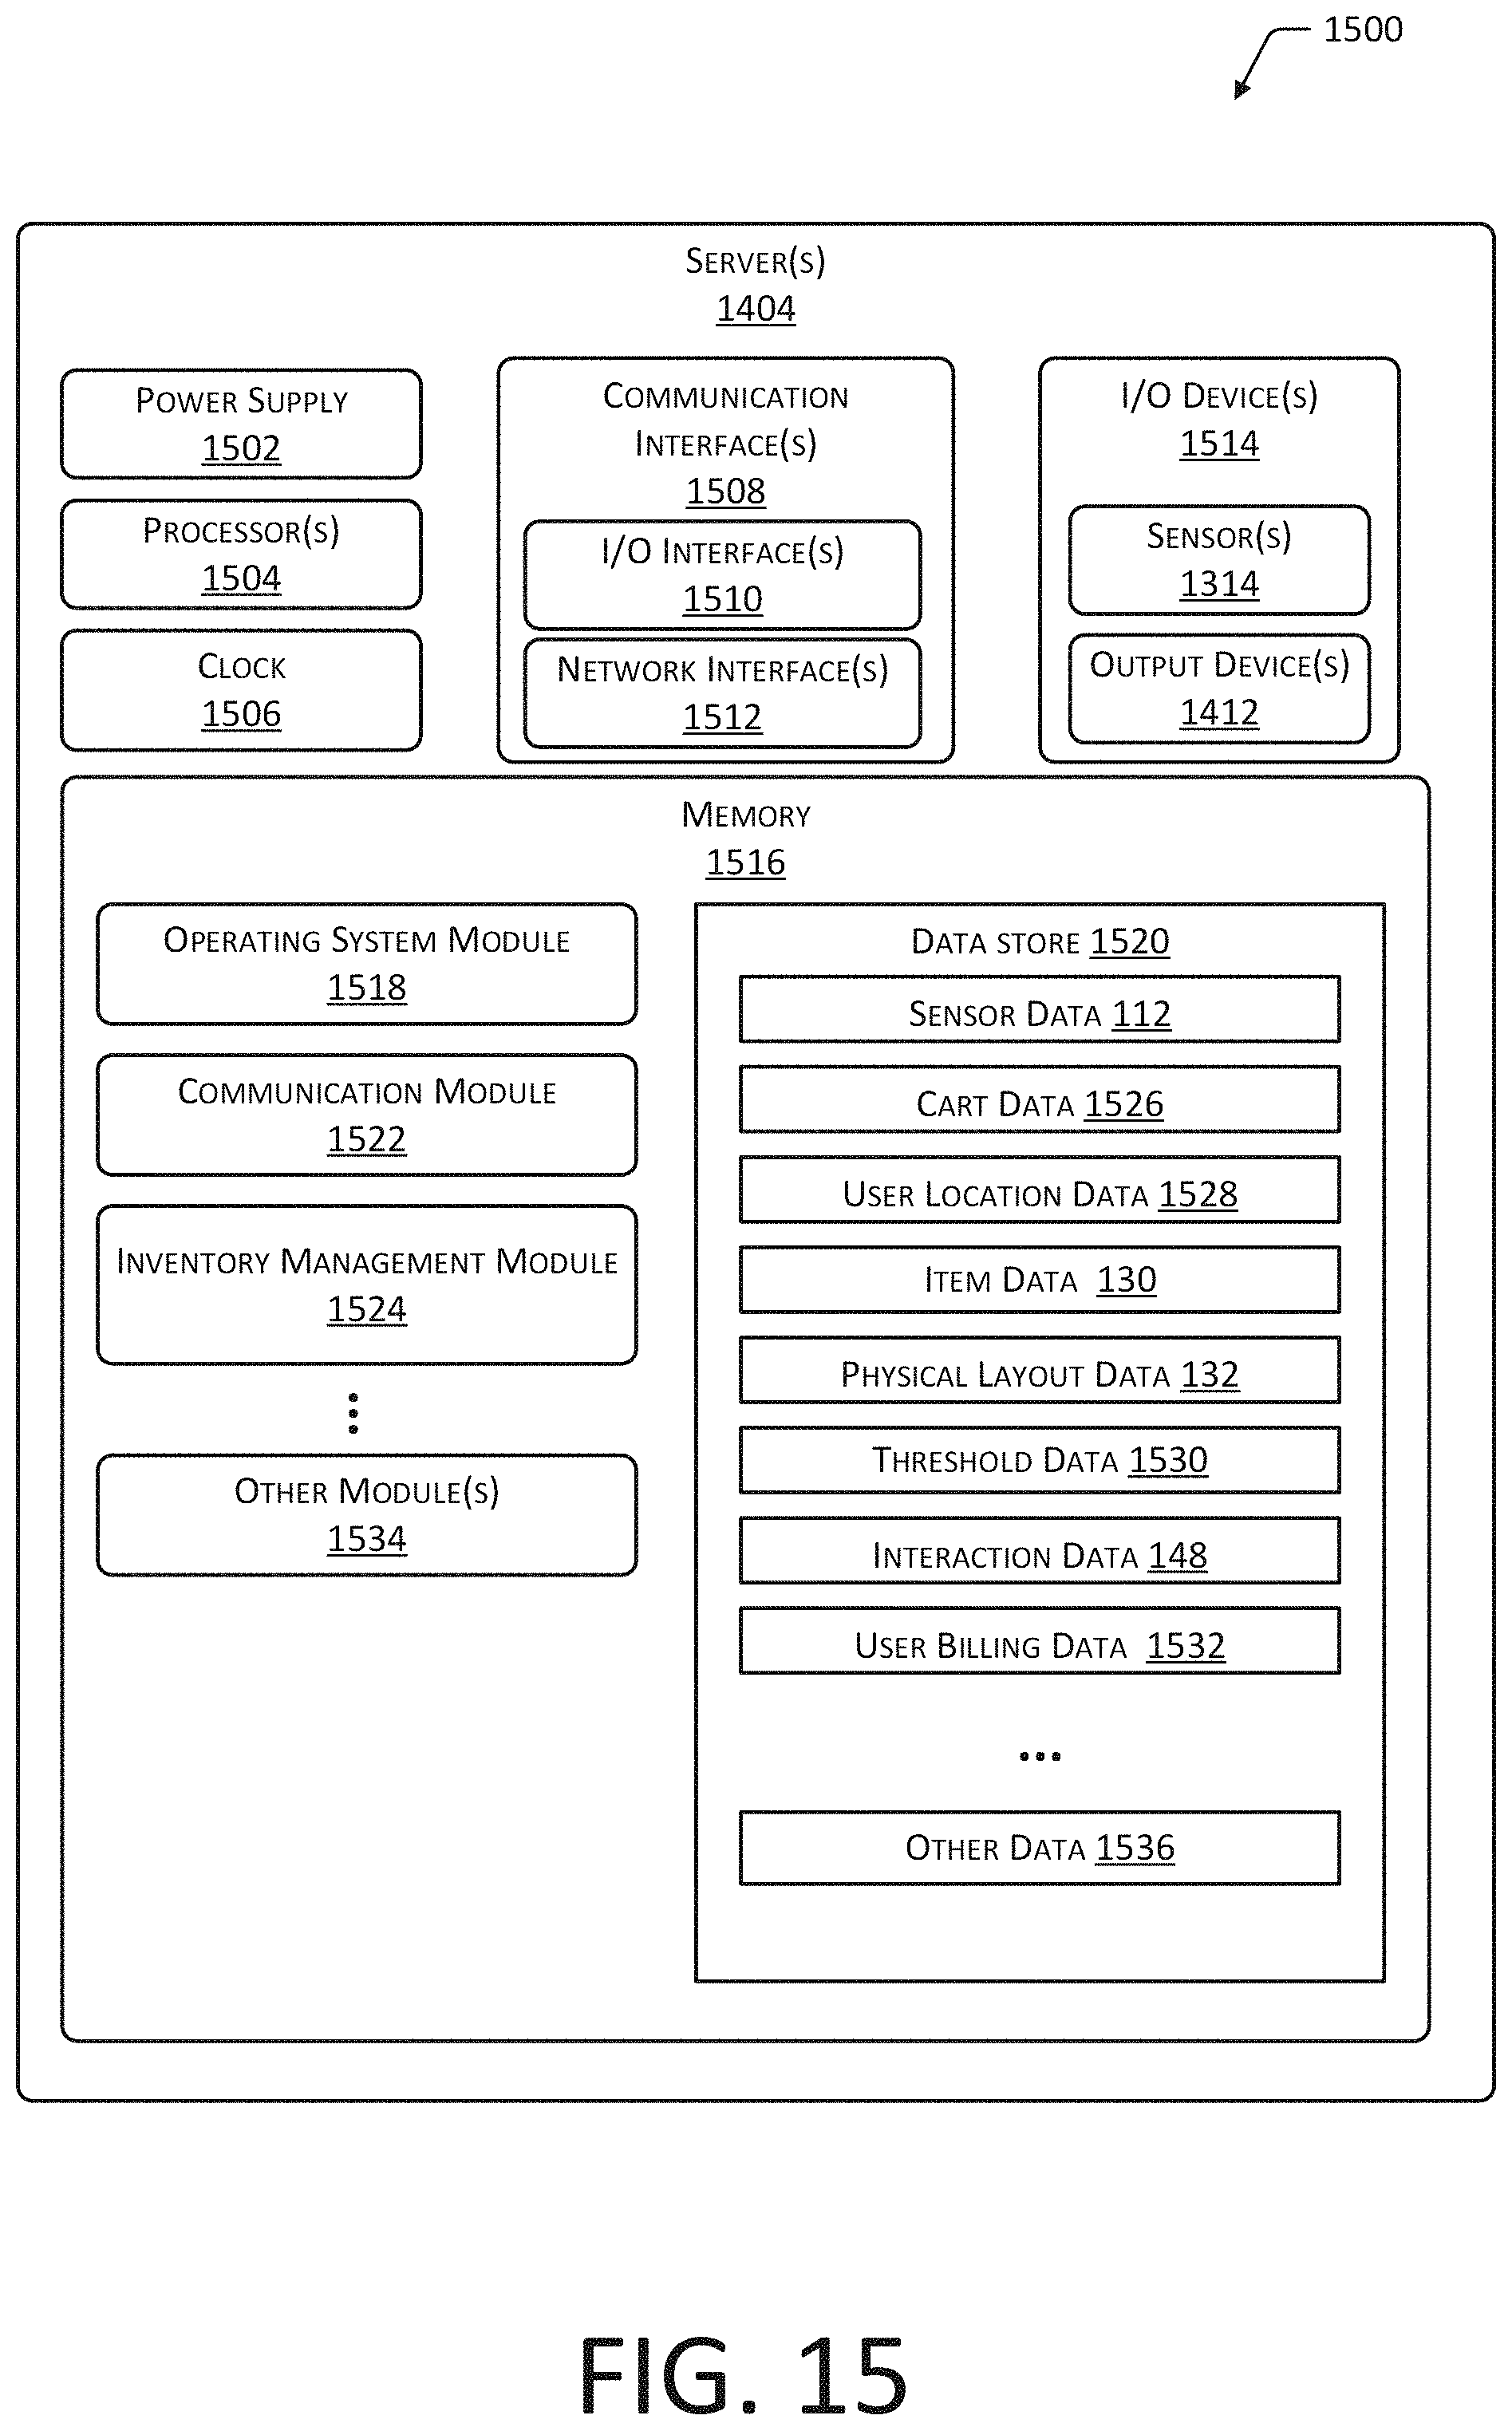 1500
Server(s)
1404
Power Supply
1502
Processor(s)
1504
Clock
1506
Communication
Interface(s)
1508
I/O Interface(s)
1510
Network Interface(s)
1512
I/O Device(s)
1514
Sensor(s)
1314
Output Device(s)
1412
Memory
1516
Operating System Module
1518
Communication Module
1522
Inventory Management Module
1524
Other Module(s)
1534
Data store 1520
Sensor Data 112
Cart Data 1526
User Location Data 1528
Item Data 130
Physical Layout Data 132
Threshold Data 1530
Interaction Data 148
User Billing Data 1532
...
Other Data 1536
FIG. 15